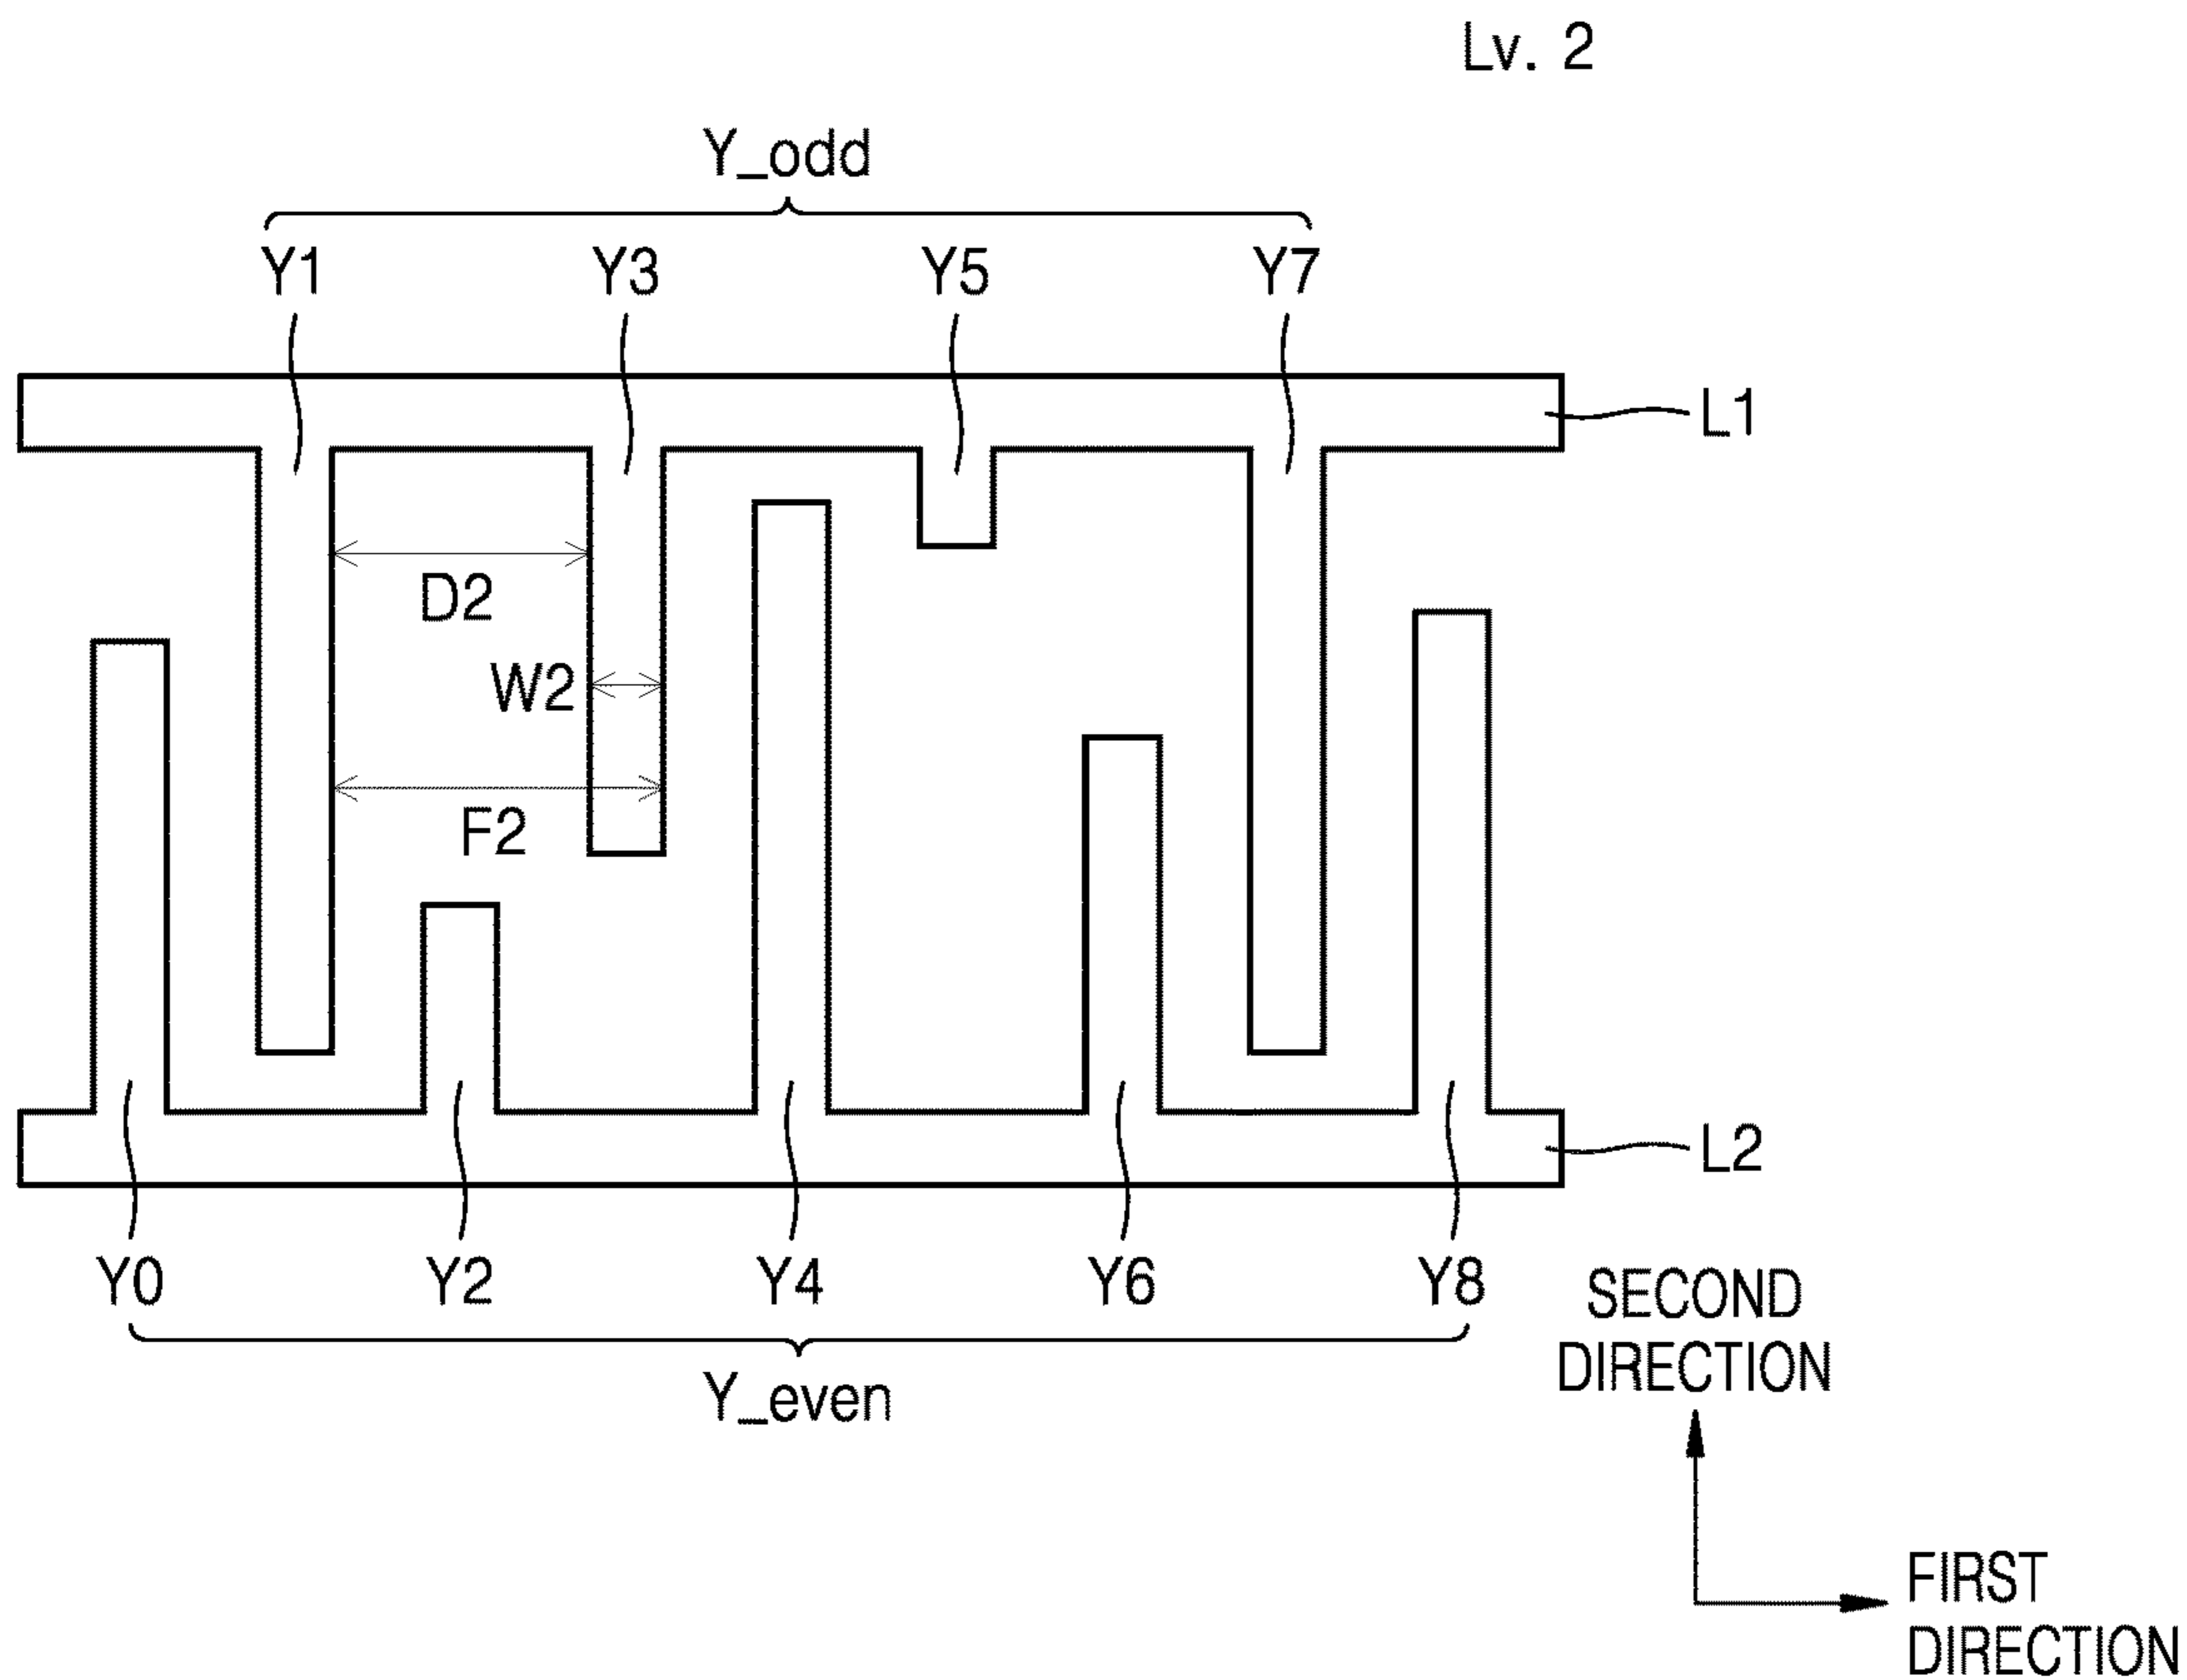 Lv. 2
Y_odd
Y1 Y3 Y5 Y7
L1
D2
W2
F2
L2
Y0 Y2 Y4 Y6 Y8
Y_even
SECOND
DIRECTION
FIRST
DIRECTION